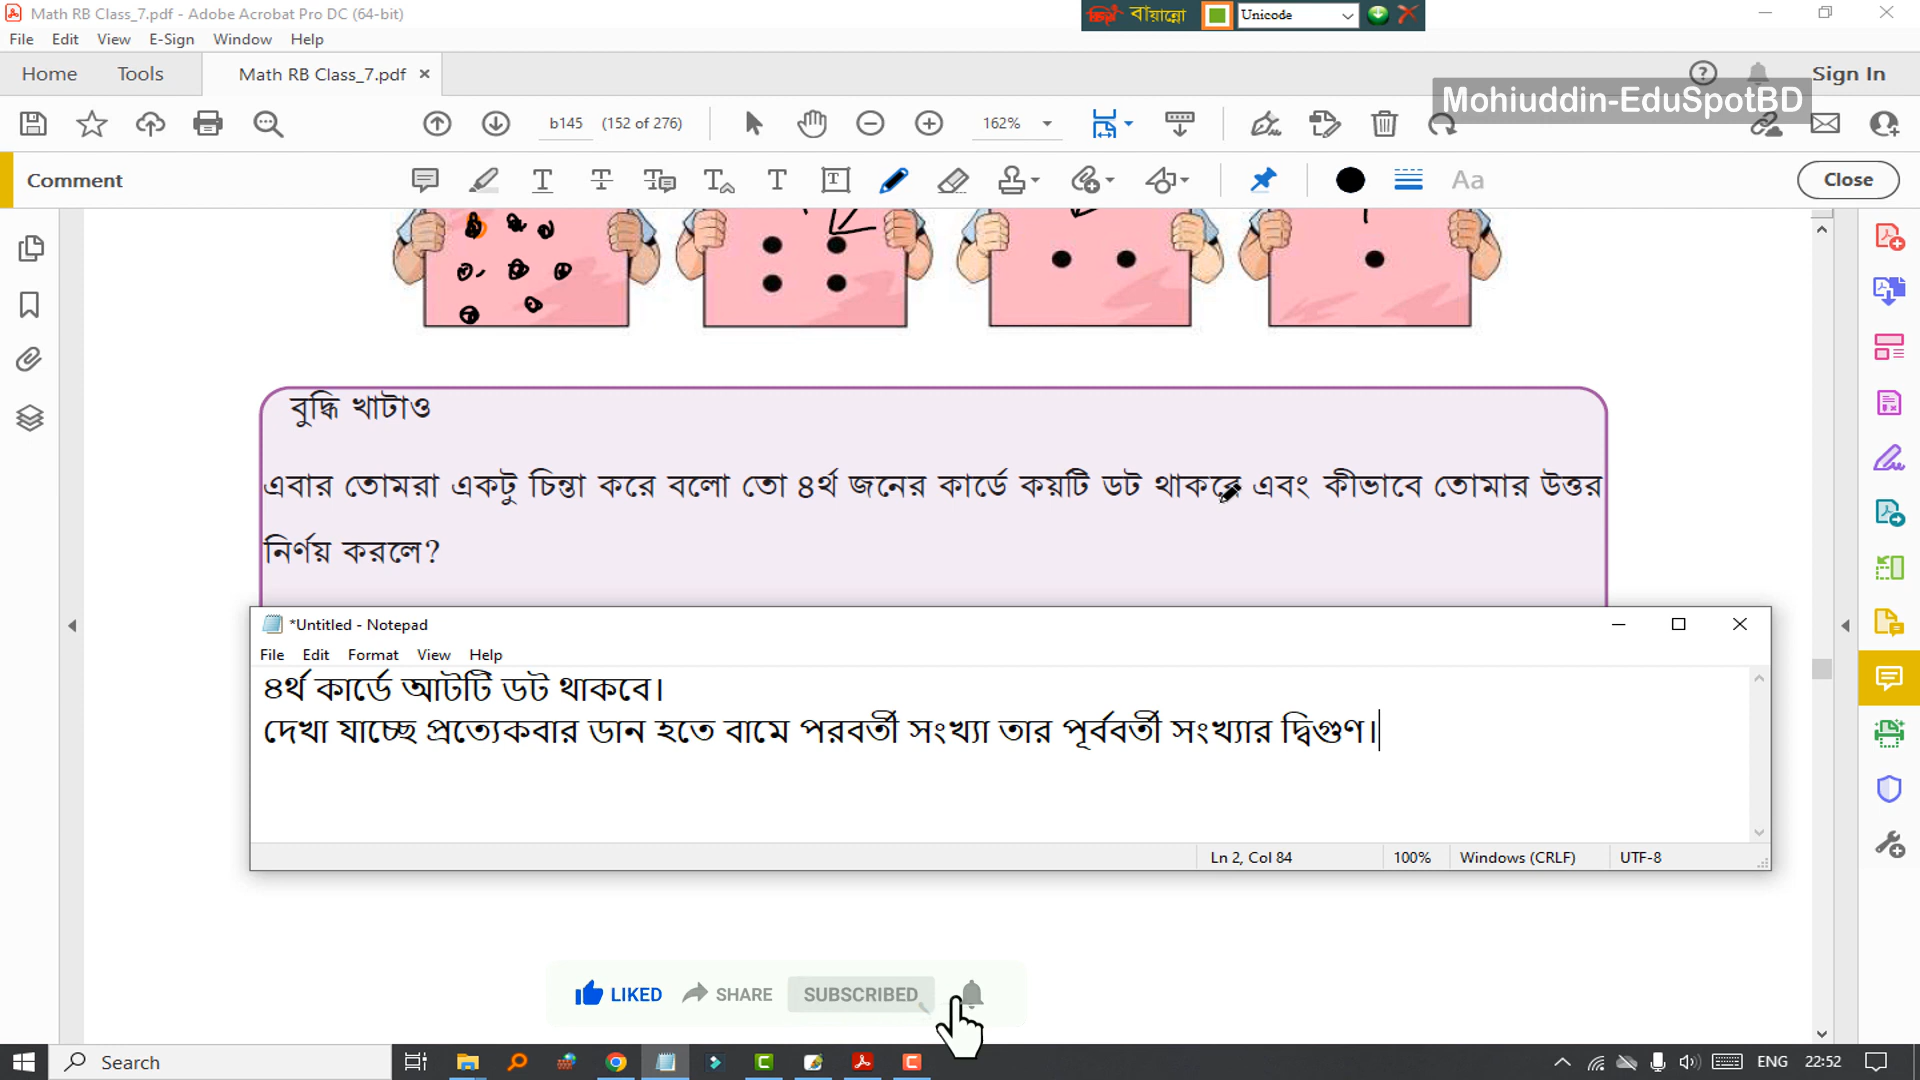 Math RB Class_7.pdf - Adobe Acrobat Pro DC (64-bit)
বায়ান্নো
Unicode
File Edit View E-Sign Window Help
Home Tools Math RB Class_7.pdf Sign In
Mohiuddin-EduSpotBD
b145 (152 of 276) 162%
Comment Aa Close
বুদ্ধি খাটাও
এবার তোমরা একটু চিন্তা করে বলো তো ৪র্থ জনের কার্ডে কয়টি ডট থাকবে এবং কীভাবে তোমার উত্তর
নির্ণয় করলে?
*Untitled - Notepad
File Edit Format View Help
৪র্থ কার্ডে আটটি ডট থাকবে।
দেখা যাচ্ছে প্রত্যেকবার ডান হতে বামে পরবর্তী সংখ্যা তার পূর্ববর্তী সংখ্যার দ্বিগুণ।
Ln 2, Col 84 100% Windows (CRLF) UTF-8
LIKED SHARE SUBSCRIBED
Search ENG 22:52